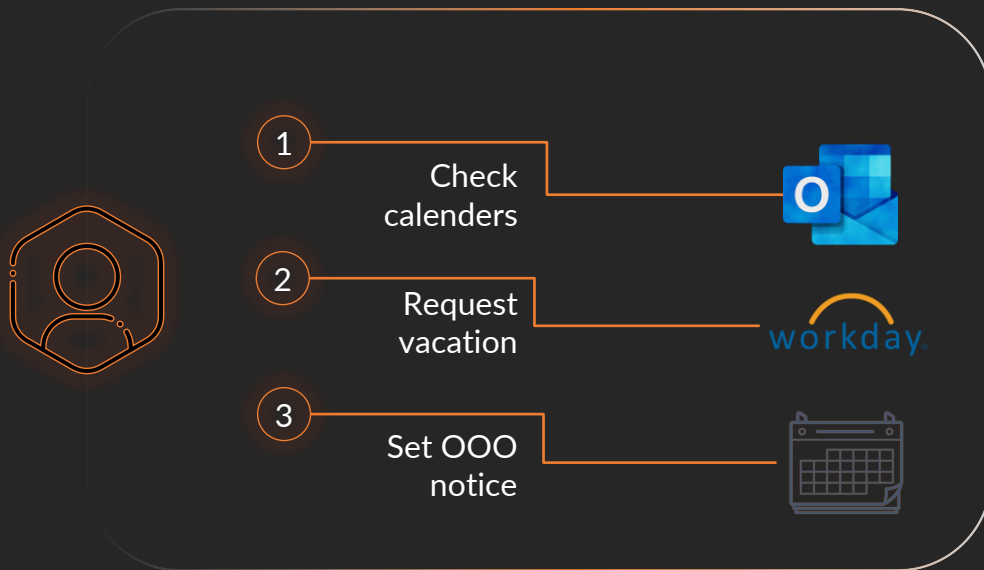 1
Check
calenders
O
2
Request
vacation
workday
3
Set OOO
notice